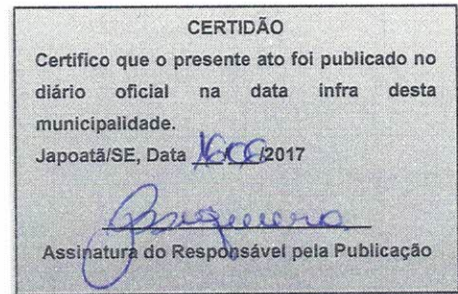 CERTIDÃO
Certifico que o presente ato foi publicado no
diário oficial na data infra desta
municipalidade.
Japoatã/SE, Data 16/ /2017
Assinatura do Responsável pela Publicação